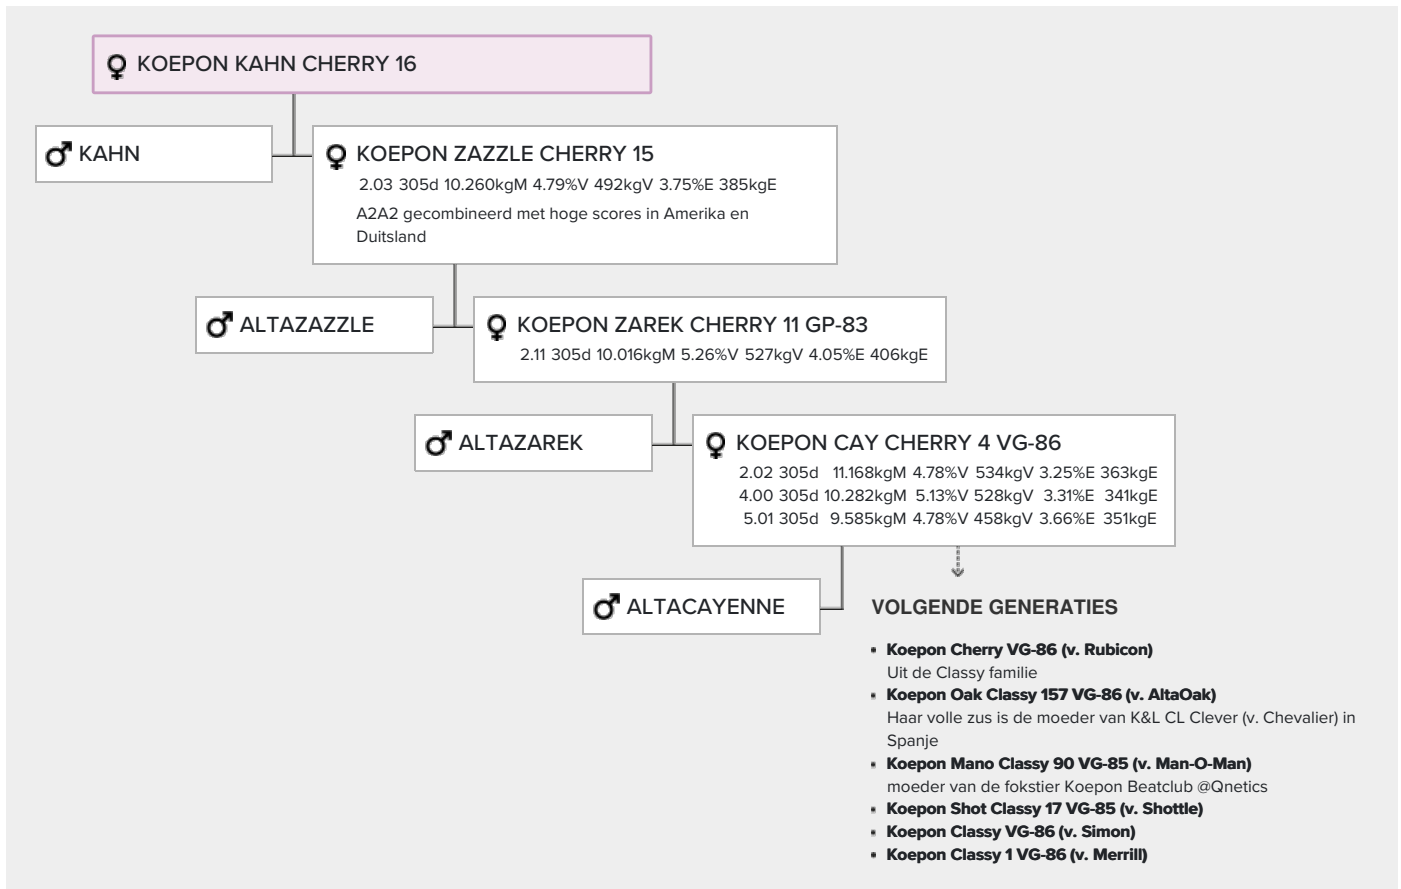 KOEPON KAHN CHERRY 16
KAHN
KOEPON ZAZZLE CHERRY 15
2.03 305d 10.260kgM 4.79%V 492kgV 3.75%E 385kgE
A2A2 gecombineerd met hoge scores in Amerika en
Duitsland
ALTAZAZZLE
KOEPON ZAREK CHERRY 11 GP-83
2.11 305d 10.016kgM 5.26%V 527kgV 4.05%E 406kgE
ALTAZAREK
KOEPON CAY CHERRY 4 VG-86
2.02 305d 11.168kgM 4.78%V 534kgV 3.25%E 363kgE
4.00 305d 10.282kgM 5.13%V 528kgV 3.31%E 341kgE
5.01 305d 9.585kgM 4.78%V 458kgV 3.66%E 351kgE
ALTACAYENNE
VOLGENDE GENERATIES
Koepon Cherry VG-86 (v. Rubicon)
Uit de Classy familie
Koepon Oak Classy 157 VG-86 (v. AltaOak)
Haar volle zus is de moeder van K&L CL Clever (v. Chevalier) in
Spanje
Koepon Mano Classy 90 VG-85 (v. Man-O-Man)
moeder van de fokstier Koepon Beatclub @Qnetics
Koepon Shot Classy 17 VG-85 (v. Shottle)
Koepon Classy VG-86 (v. Simon)
Koepon Classy 1 VG-86 (v. Merrill)